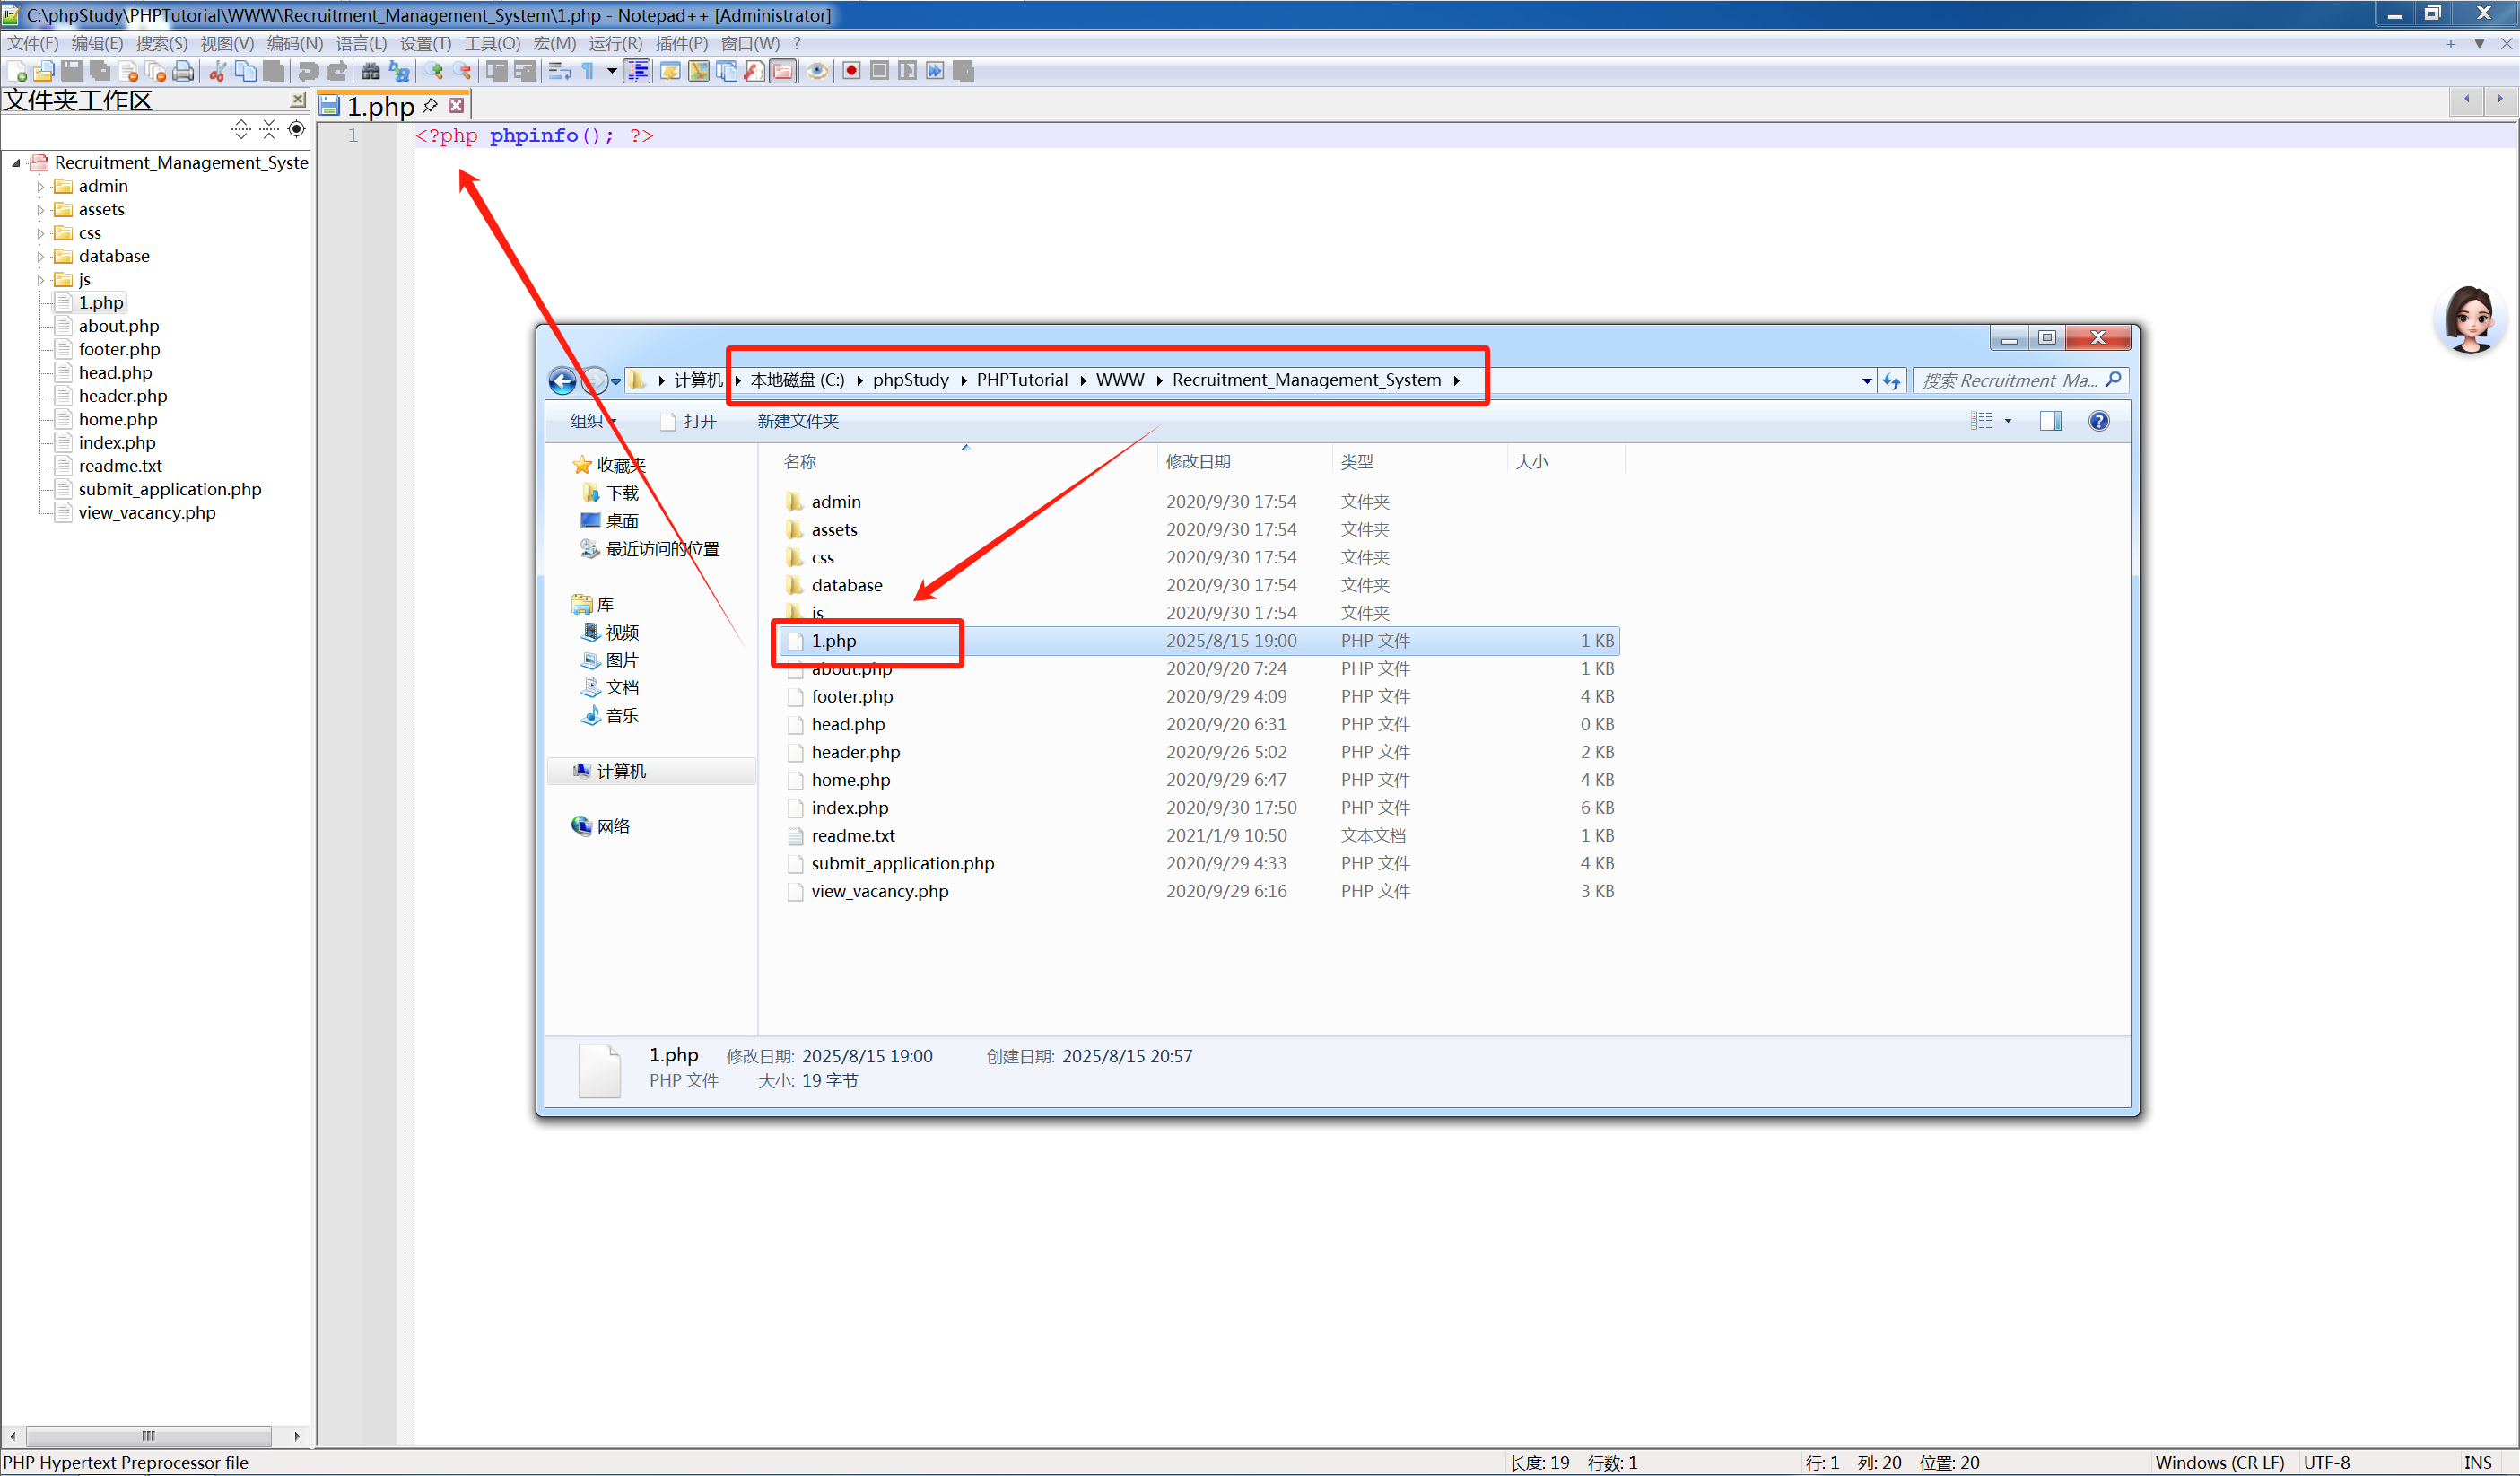 C:\phpStudy\PHPTutorial\WWW\Recruitment_Management_System\1.php - Notepad++ [Administrator]
文件(F) 编辑(E) 搜索(S) 视图(V) 编码(N) 语言(L) 设置(T) 工具(O) 宏(M) 运行(R) 插件(P) 窗口(W) ?
文件夹工作区
1.php
1 <?php phpinfo(); ?>
Recruitment_Management_Syste
admin
assets
css
database
js
1.php
about.php
footer.php
head.php
header.php
home.php
index.php
readme.txt
submit_application.php
view_vacancy.php
计算机 本地磁盘 (C:) phpStudy PHPTutorial WWW Recruitment_Management_System
搜索 Recruitment_Ma...
组织 打开 新建文件夹
收藏夹
下载
桌面
最近访问的位置
库
视频
图片
文档
音乐
计算机
网络
名称 修改日期 类型 大小
admin 2020/9/30 17:54 文件夹
assets 2020/9/30 17:54 文件夹
css 2020/9/30 17:54 文件夹
database 2020/9/30 17:54 文件夹
js 2020/9/30 17:54 文件夹
1.php 2025/8/15 19:00 PHP 文件 1 KB
about.php 2020/9/20 7:24 PHP 文件 1 KB
footer.php 2020/9/29 4:09 PHP 文件 4 KB
head.php 2020/9/20 6:31 PHP 文件 0 KB
header.php 2020/9/26 5:02 PHP 文件 2 KB
home.php 2020/9/29 6:47 PHP 文件 4 KB
index.php 2020/9/30 17:50 PHP 文件 6 KB
readme.txt 2021/1/9 10:50 文本文档 1 KB
submit_application.php 2020/9/29 4:33 PHP 文件 4 KB
view_vacancy.php 2020/9/29 6:16 PHP 文件 3 KB
1.php 修改日期: 2025/8/15 19:00 创建日期: 2025/8/15 20:57
PHP 文件 大小: 19 字节
PHP Hypertext Preprocessor file 长度: 19 行数: 1 行: 1 列: 20 位置: 20 Windows (CR LF) UTF-8 INS